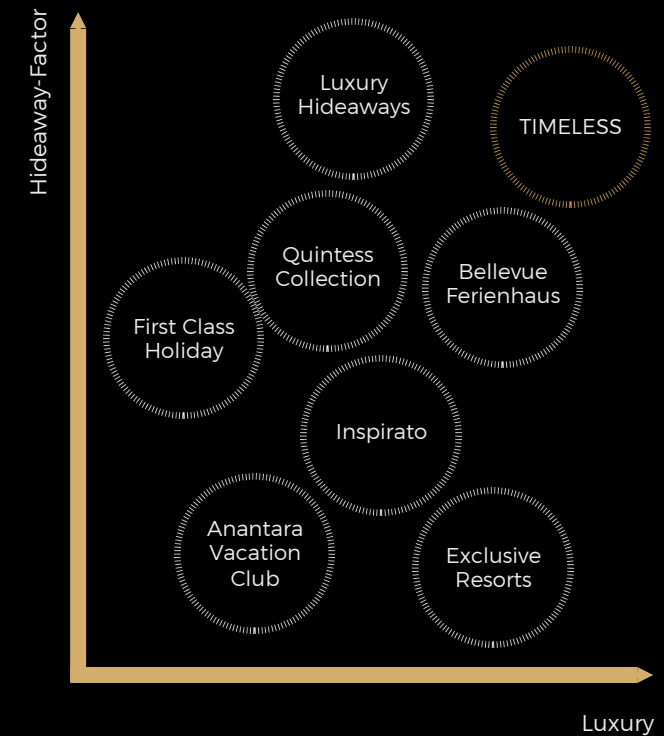 Hideaway-Factor
Luxury
Hideaways
TIMELESS
Quintess
Collection
Bellevue
Ferienhaus
First Class
Holiday
Inspirato
Anantara
Vacation
Club
Exclusive
Resorts
Luxury